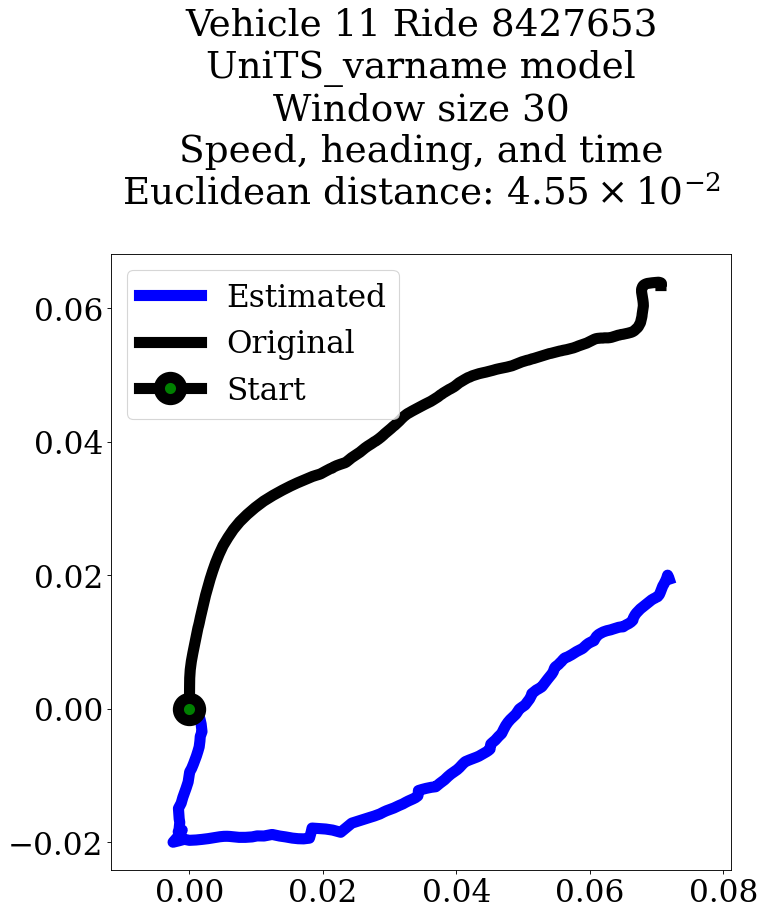 Vehicle 11 Ride 8427653
UniTS_varname model
Window size 30
Speed, heading, and time
Euclidean distance: $4.55 \times 10^{-2}$
Estimated
Original
Start
0.06
0.04
0.02
0.00
−0.02
0.00 0.02 0.04 0.06 0.08